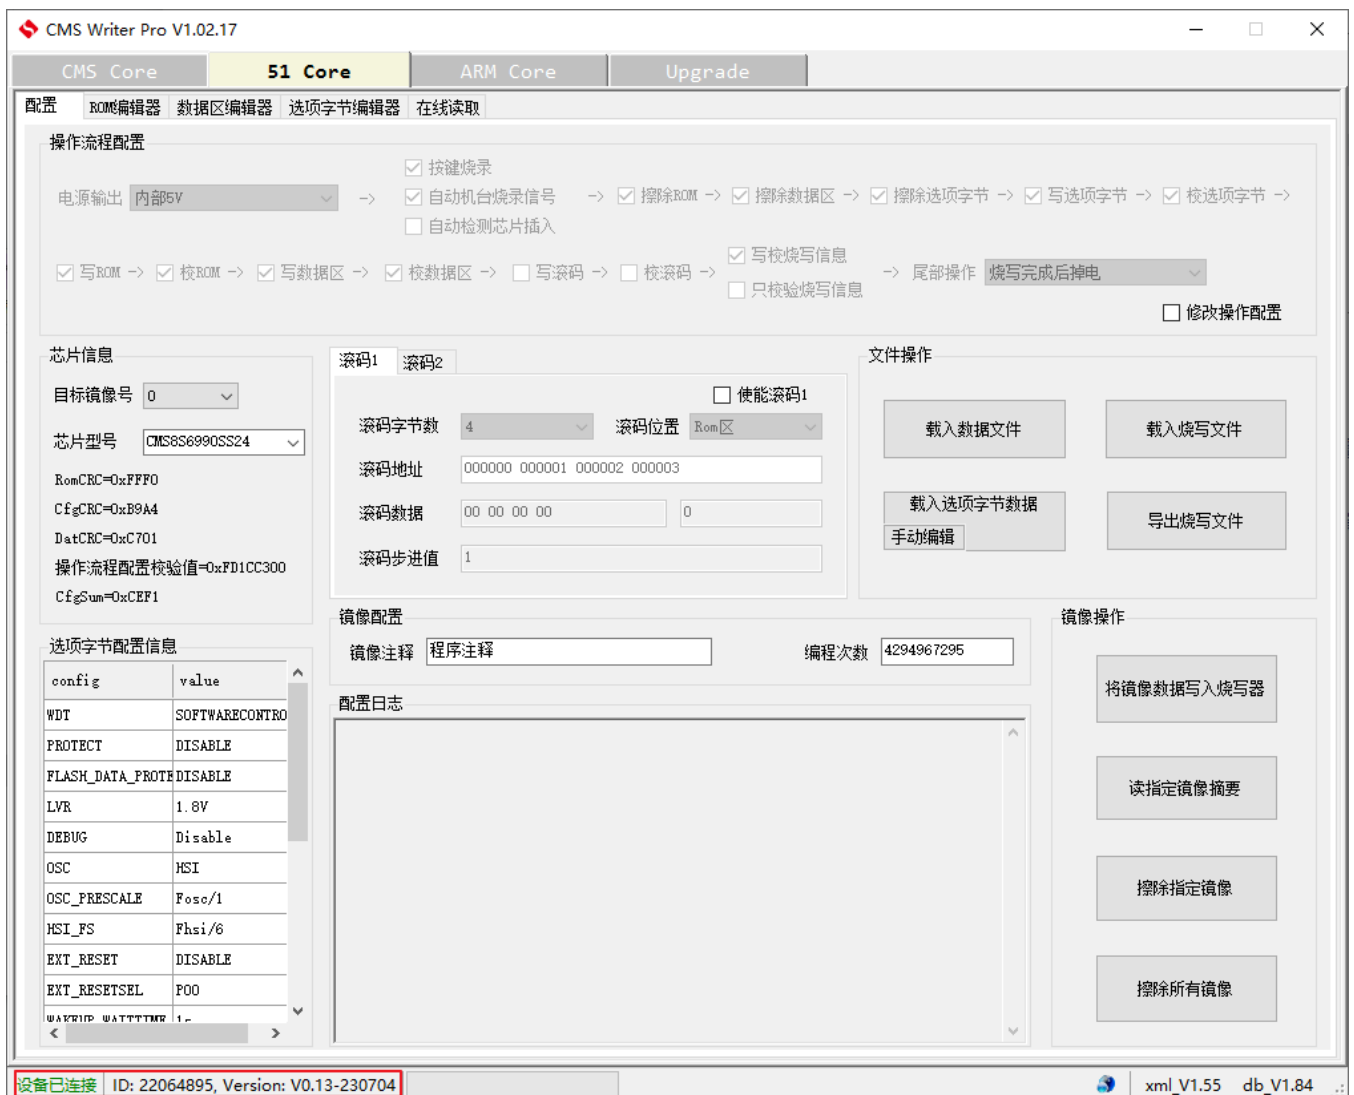 CMS Writer Pro V1.02.17
CMS Core 51 Core ARM Core Upgrade
配置 ROM编辑器 数据区编辑器 选项字节编辑器 在线读取
操作流程配置
按键烧录
电源输出 内部5V -> 自动机台烧录信号 -> 擦除ROM -> 擦除数据区 -> 擦除选项字节 -> 写选项字节 -> 校选项字节 ->
自动检测芯片插入
写校烧写信息
写ROM -> 校ROM -> 写数据区 -> 校数据区 -> 写滚码 -> 校滚码 -> -> 尾部操作 烧写完成后掉电
只校验烧写信息
修改操作配置
芯片信息
目标镜像号 0
芯片型号 CMS8S6990SS24
RomCRC=0xFFF0
CfgCRC=0xB9A4
DatCRC=0xC701
操作流程配置校验值=0xFD1CC300
CfgSum=0xCEF1
滚码1 滚码2
使能滚码1
滚码字节数 4 滚码位置 Rom区
滚码地址 000000 000001 000002 000003
滚码数据 00 00 00 00 0
滚码步进值 1
文件操作
载入数据文件 载入烧写文件
载入选项字节数据 导出烧写文件
手动编辑
选项字节配置信息
config value
WDT SOFTWARECONTRO
PROTECT DISABLE
FLASH_DATA_PROTE DISABLE
LVR 1.8V
DEBUG Disable
OSC HSI
OSC_PRESCALE Fosc/1
HSI_FS Fhsi/6
EXT_RESET DISABLE
EXT_RESETSEL P00
WAKEUP_WAITTIME 1s
镜像配置
镜像注释 程序注释 编程次数 4294967295
配置日志
镜像操作
将镜像数据写入烧写器
读指定镜像摘要
擦除指定镜像
擦除所有镜像
设备已连接 ID: 22064895, Version: V0.13-230704 xml_V1.55 db_V1.84